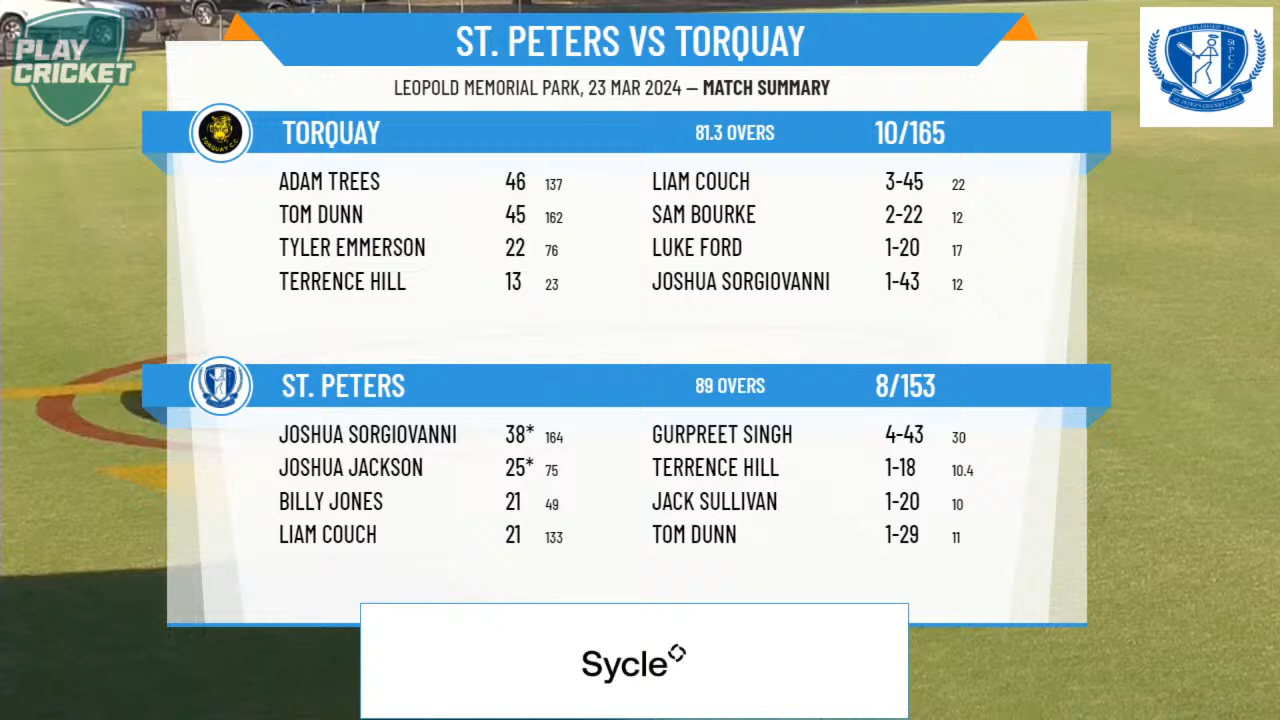 PLAY
CRICKET
ST. PETERS VS TORQUAY
LEOPOLD MEMORIAL PARK, 23 MAR 2024 – MATCH SUMMARY
TORQUAY 81.3 OVERS 10/165
ADAM TREES 46 137 LIAM COUCH 3-45 22
TOM DUNN 45 162 SAM BOURKE 2-22 12
TYLER EMMERSON 22 76 LUKE FORD 1-20 17
TERRENCE HILL 13 23 JOSHUA SORGIOVANNI 1-43 12
ST. PETERS 89 OVERS 8/153
JOSHUA SORGIOVANNI 38* 164 GURPREET SINGH 4-43 30
JOSHUA JACKSON 25* 75 TERRENCE HILL 1-18 10.4
BILLY JONES 21 49 JACK SULLIVAN 1-20 10
LIAM COUCH 21 133 TOM DUNN 1-29 11
Sycle